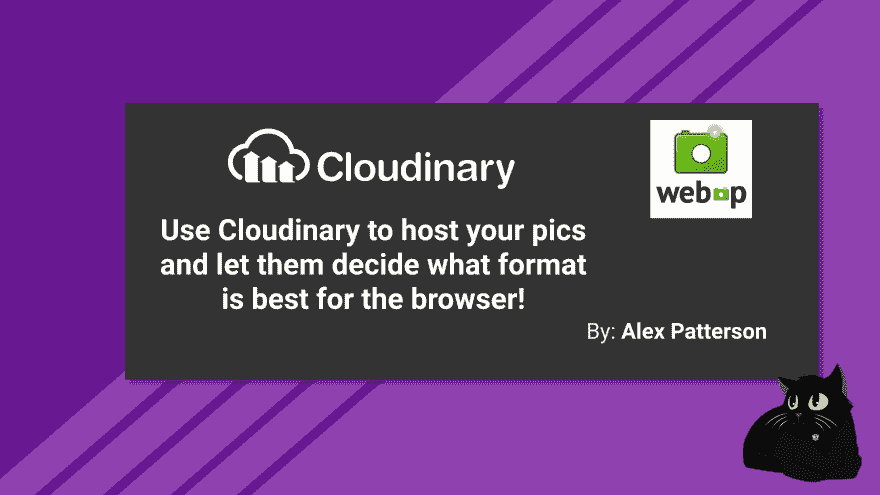 Cloudinary
web p
Use Cloudinary to host your pics
and let them decide what format
is best for the browser!
By: Alex Patterson